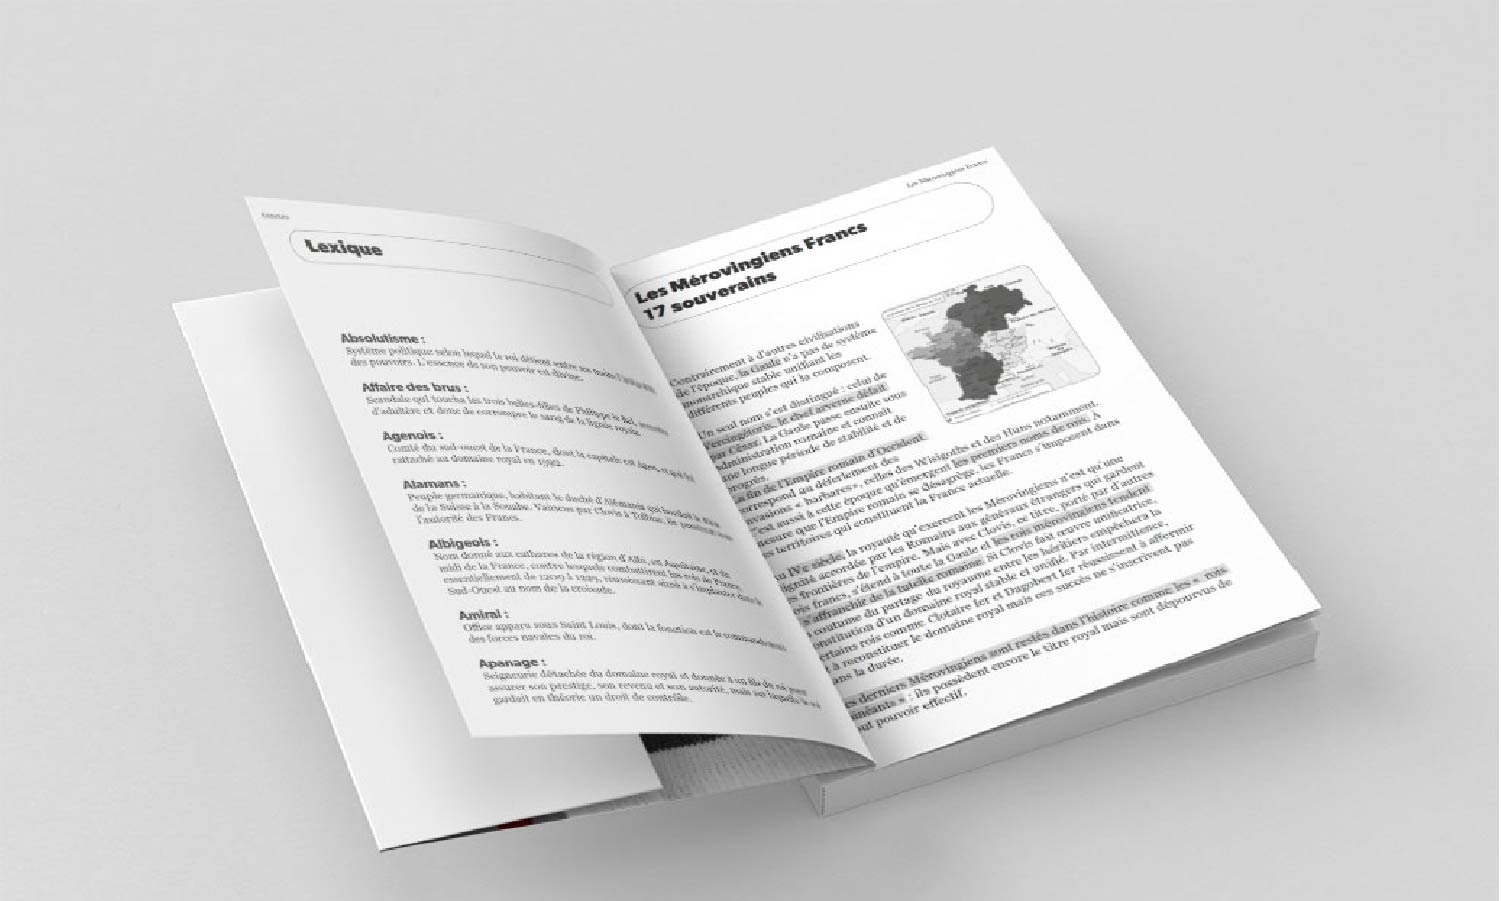 Lexique
Absolutisme :
Système politique selon lequel le roi détient entre ses mains
des pouvoirs. L'essence de son pouvoir est divine.
Affaire des brus :
Scandale qui toucha les trois belles-filles de Philippe le Bel,
d'adultère et donc de corrompre le sang de la lignée royale.
Agenois :
Comté du sud-ouest de la France, dont la capitale est Agen, et qui fut
rattaché au domaine royal en 1592.
Alamans :
Peuple germanique, habitant le duché d'Alémanie qui bordait le Rhin
de la Suisse à la Souabe. Vaincus par Clovis à Tolbiac, ils
l'autorité des Francs.
Albigeois :
Nom donné aux cathares de la région d'Albi, en Aquitaine, et du
midi de la France, contre lesquels combattirent les rois de France,
essentiellement de 1209 à 1229, réussissant ainsi à s'implanter dans le
Sud-Ouest au nom de la croisade.
Amiral :
Office apparu sous Saint Louis, dont la fonction est le commandement
des forces navales du roi.
Apanage :
Seigneurie détachée du domaine royal et donnée à un fils du roi pour
assurer son prestige, son revenu et son autorité, mais sur laquelle le roi
gardait en théorie un droit de contrôle.
Les Mérovingiens Francs
Les Mérovingiens Francs
17 souverains
Contrairement à d'autres civilisations
de l'époque, la Gaule n'a pas de système
monarchique stable unifiant les
différents peuples qui la composent.
Un seul nom s'est distingué : celui de
Vercingétorix, le chef arverne défait
par César. La Gaule passe ensuite sous
administration romaine et connaît
une longue période de stabilité et de
progrès.
La fin de l'Empire romain d'Occident
correspond au déferlement des
invasions « barbares », celles des Wisigoths et des Huns notamment.
C'est aussi à cette époque qu'émergent les premiers noms de rois. À
mesure que l'Empire romain se désagrège, les Francs s'imposent dans
les territoires qui constituent la France actuelle.
Au IVe siècle, la royauté qu'exercent les Mérovingiens n'est qu'une
dignité accordée par les Romains aux généraux étrangers qui gardent
les frontières de l'empire. Mais avec Clovis, ce titre, porté par d'autres
rois francs, s'étend à toute la Gaule et les rois mérovingiens tendent
s'affranchir de la tutelle romaine. Si Clovis fait œuvre unificatrice,
coutume du partage du royaume entre les héritiers empêchera la
constitution d'un domaine royal stable et unifié. Par intermittence,
certains rois comme Clotaire Ier et Dagobert Ier réussissent à affermir
et à reconstituer le domaine royal mais ses succès ne s'inscrivent pas
dans la durée.
Les derniers Mérovingiens sont restés dans l'histoire comme les « rois
fainéants » : ils possèdent encore le titre royal mais sont dépourvus de
tout pouvoir effectif.